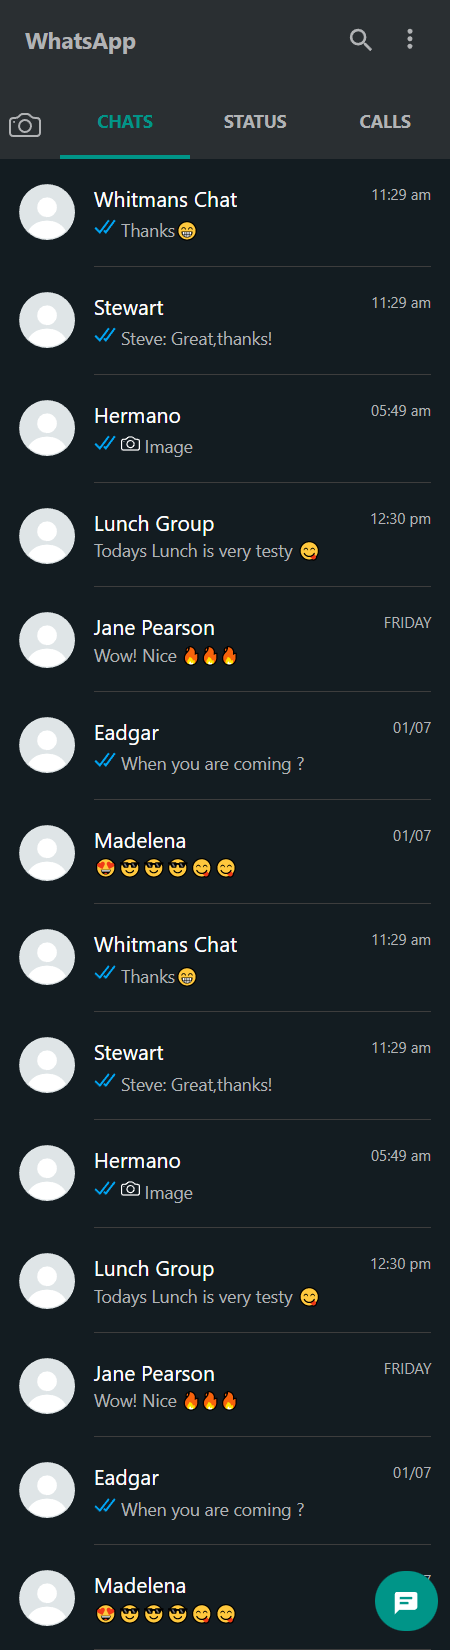 WhatsApp
CHATS STATUS CALLS
Whitmans Chat 11:29 am
Thanks😁
Stewart 11:29 am
Steve: Great,thanks!
Hermano 05:49 am
Image
Lunch Group 12:30 pm
Todays Lunch is very testy 😋
Jane Pearson FRIDAY
Wow! Nice 🔥🔥🔥
Eadgar 01/07
When you are coming ?
Madelena 01/07
😍😎😎😎😋😋
Whitmans Chat 11:29 am
Thanks😁
Stewart 11:29 am
Steve: Great,thanks!
Hermano 05:49 am
Image
Lunch Group 12:30 pm
Todays Lunch is very testy 😋
Jane Pearson FRIDAY
Wow! Nice 🔥🔥🔥
Eadgar 01/07
When you are coming ?
Madelena
😍😎😎😎😋😋